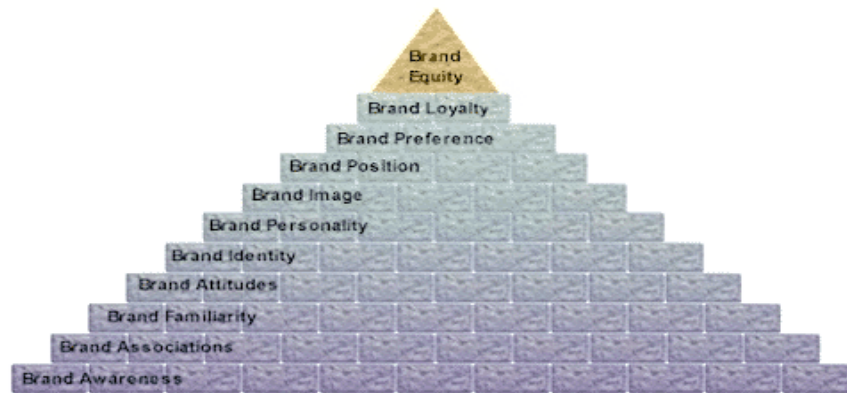 Brand
Equity
Brand Loyalty
Brand Preference
Brand Position
Brand Image
Brand Personality
Brand Identity
Brand Attitudes
Brand Familiarity
Brand Associations
Brand Awareness